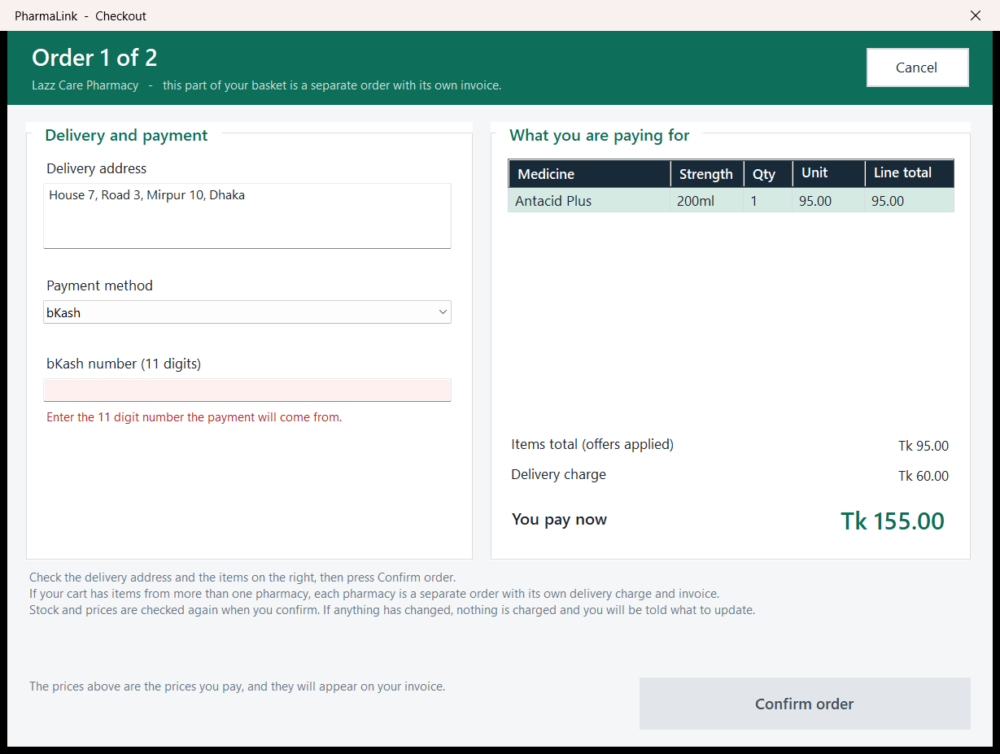 PharmaLink - Checkout
Order 1 of 2
Lazz Care Pharmacy - this part of your basket is a separate order with its own invoice.
Cancel
Delivery and payment
Delivery address
House 7, Road 3, Mirpur 10, Dhaka
Payment method
bKash
bKash number (11 digits)
Enter the 11 digit number the payment will come from.
What you are paying for
Medicine Strength Qty Unit Line total
Antacid Plus 200ml 1 95.00 95.00
Items total (offers applied) Tk 95.00
Delivery charge Tk 60.00
You pay now Tk 155.00
Check the delivery address and the items on the right, then press Confirm order.
If your cart has items from more than one pharmacy, each pharmacy is a separate order with its own delivery charge and invoice.
Stock and prices are checked again when you confirm. If anything has changed, nothing is charged and you will be told what to update.
The prices above are the prices you pay, and they will appear on your invoice.
Confirm order